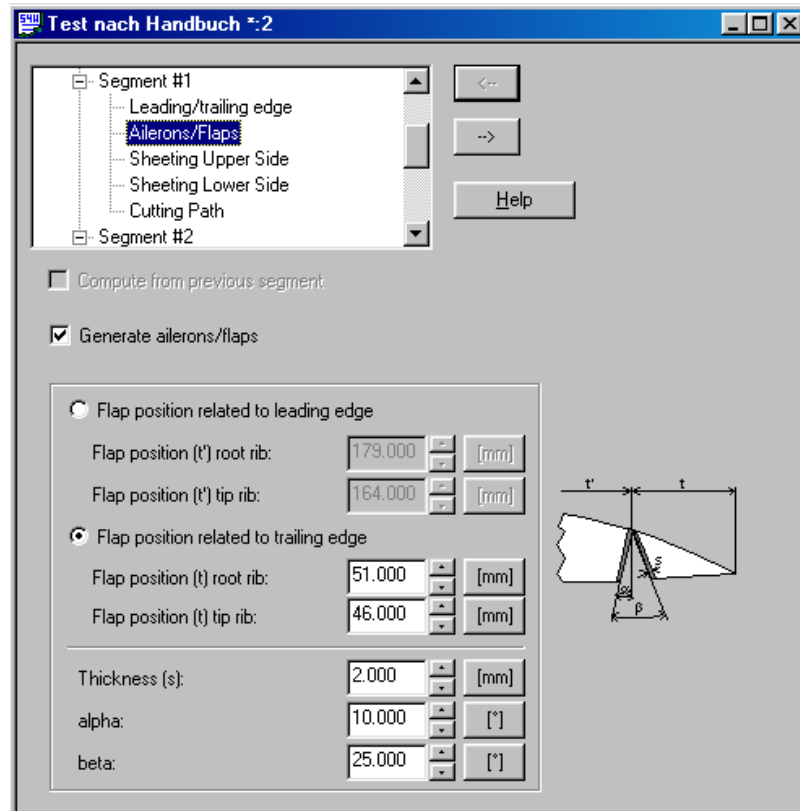 S4W Test nach Handbuch *:2
Segment #1
Leading/trailing edge
Ailerons/Flaps
Sheeting Upper Side
Sheeting Lower Side
Cutting Path
Segment #2
<--
-->
Help
Compute from previous segment
Generate ailerons/flaps
Flap position related to leading edge
Flap position (t') root rib: 179.000 [mm]
Flap position (t') tip rib: 164.000 [mm]
Flap position related to trailing edge
Flap position (t) root rib: 51.000 [mm]
Flap position (t) tip rib: 46.000 [mm]
Thickness (s): 2.000 [mm]
alpha: 10.000 [°]
beta: 25.000 [°]
t' t
s
α
β